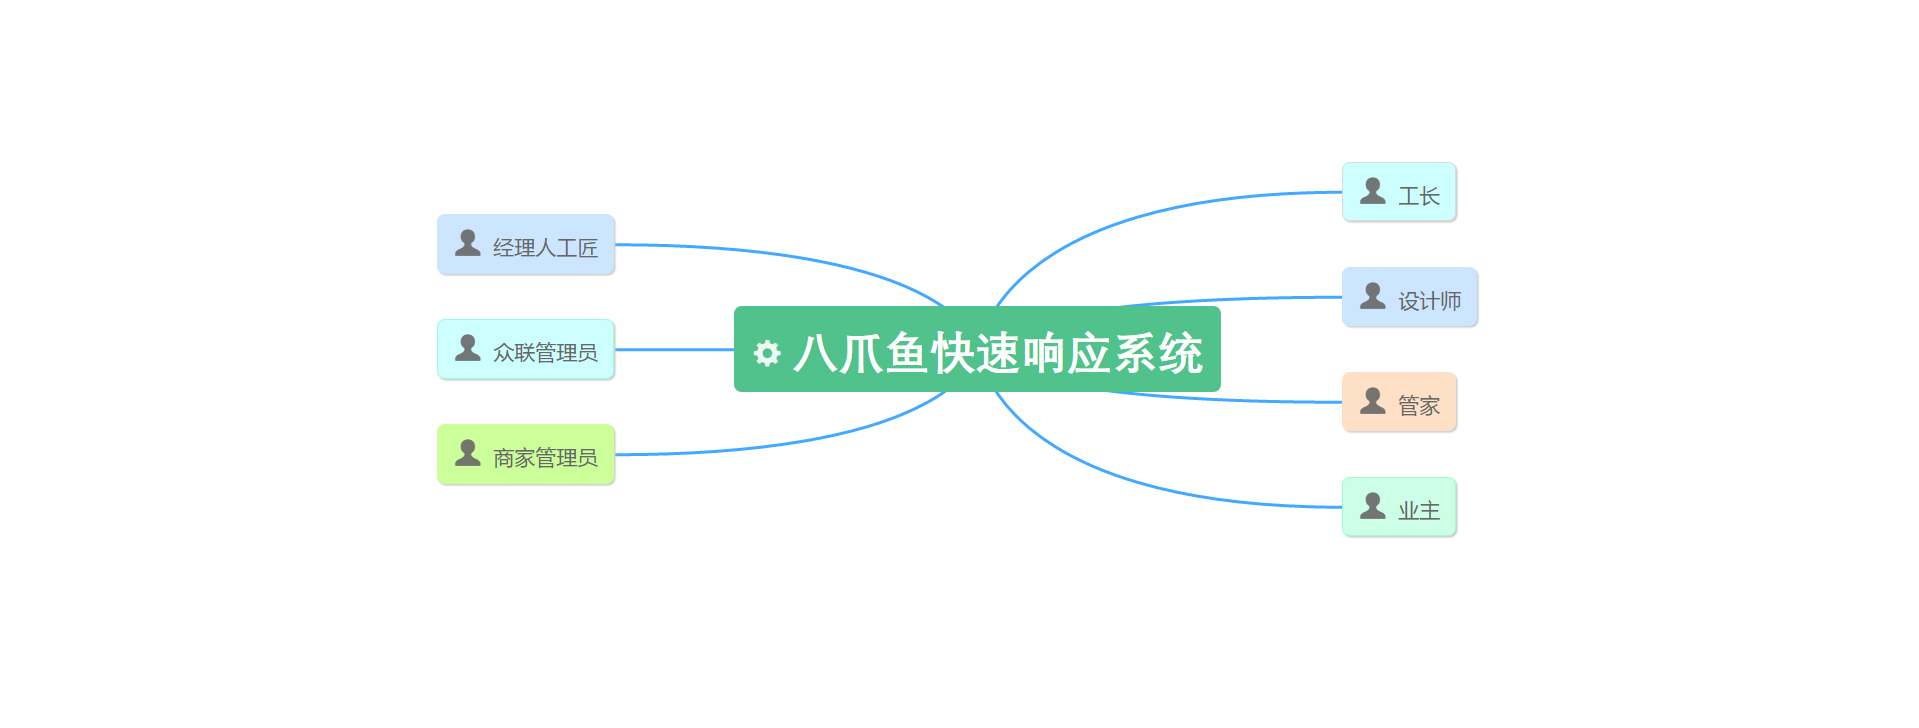 经理人工匠
众联管理员
商家管理员
八爪鱼快速响应系统
工长
设计师
管家
业主